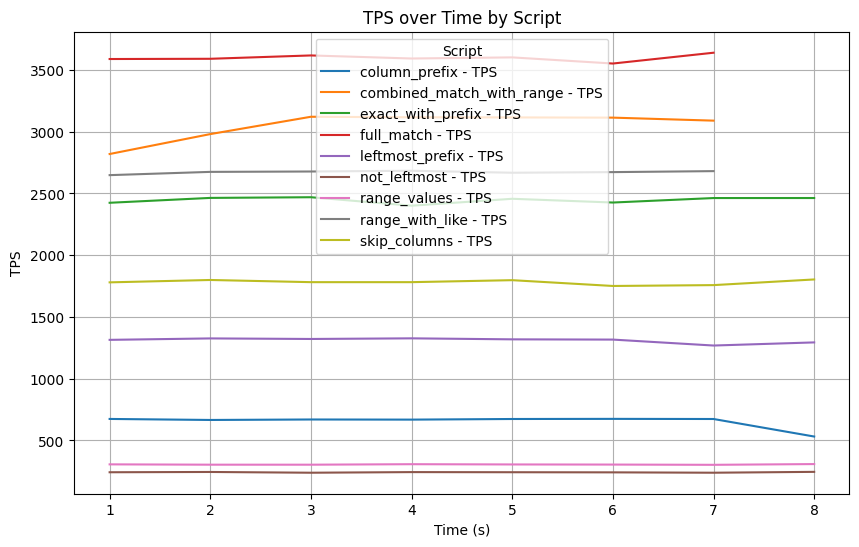 TPS over Time by Script
TPS
3500
3000
2500
2000
1500
1000
500
Script
column_prefix - TPS
combined_match_with_range - TPS
exact_with_prefix - TPS
full_match - TPS
leftmost_prefix - TPS
not_leftmost - TPS
range_values - TPS
range_with_like - TPS
skip_columns - TPS
1 2 3 4 5 6 7 8
Time (s)